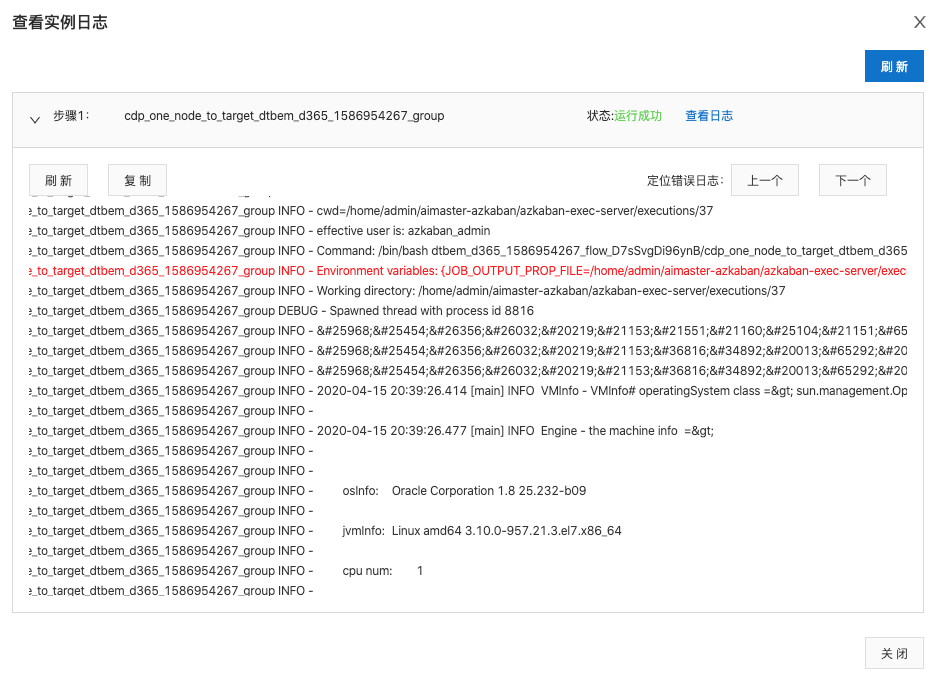 查看实例日志
X
刷 新
步骤1: cdp_one_node_to_target_dtbem_d365_1586954267_group 状态:运行成功 查看日志
刷 新 复 制 定位错误日志: 上一个 下一个
e_to_target_dtbem_d365_1586954267_group INFO - cwd=/home/admin/aimaster-azkaban/azkaban-exec-server/executions/37
e_to_target_dtbem_d365_1586954267_group INFO - effective user is: azkaban_admin
e_to_target_dtbem_d365_1586954267_group INFO - Command: /bin/bash dtbem_d365_1586954267_flow_D7sSvgDi96ynB/cdp_one_node_to_target_dtbem_d365
e_to_target_dtbem_d365_1586954267_group INFO - Environment variables: {JOB_OUTPUT_PROP_FILE=/home/admin/aimaster-azkaban/azkaban-exec-server/exec
e_to_target_dtbem_d365_1586954267_group INFO - Working directory: /home/admin/aimaster-azkaban/azkaban-exec-server/executions/37
e_to_target_dtbem_d365_1586954267_group DEBUG - Spawned thread with process id 8816
e_to_target_dtbem_d365_1586954267_group INFO - &#25968;&#25454;&#26356;&#26032;&#20219;&#21153;&#21551;&#21160;&#25104;&#21151;&#65
e_to_target_dtbem_d365_1586954267_group INFO - &#25968;&#25454;&#26356;&#26032;&#20219;&#21153;&#36816;&#34892;&#20013;&#65292;&#20
e_to_target_dtbem_d365_1586954267_group INFO - &#25968;&#25454;&#26356;&#26032;&#20219;&#21153;&#36816;&#34892;&#20013;&#65292;&#20
e_to_target_dtbem_d365_1586954267_group INFO - 2020-04-15 20:39:26.414 [main] INFO VMInfo - VMInfo# operatingSystem class =&gt; sun.management.Op
e_to_target_dtbem_d365_1586954267_group INFO -
e_to_target_dtbem_d365_1586954267_group INFO - 2020-04-15 20:39:26.477 [main] INFO Engine - the machine info =&gt;
e_to_target_dtbem_d365_1586954267_group INFO -
e_to_target_dtbem_d365_1586954267_group INFO -
e_to_target_dtbem_d365_1586954267_group INFO - osInfo: Oracle Corporation 1.8 25.232-b09
e_to_target_dtbem_d365_1586954267_group INFO -
e_to_target_dtbem_d365_1586954267_group INFO - jvmInfo: Linux amd64 3.10.0-957.21.3.el7.x86_64
e_to_target_dtbem_d365_1586954267_group INFO -
e_to_target_dtbem_d365_1586954267_group INFO - cpu num: 1
e_to_target_dtbem_d365_1586954267_group INFO -
关 闭